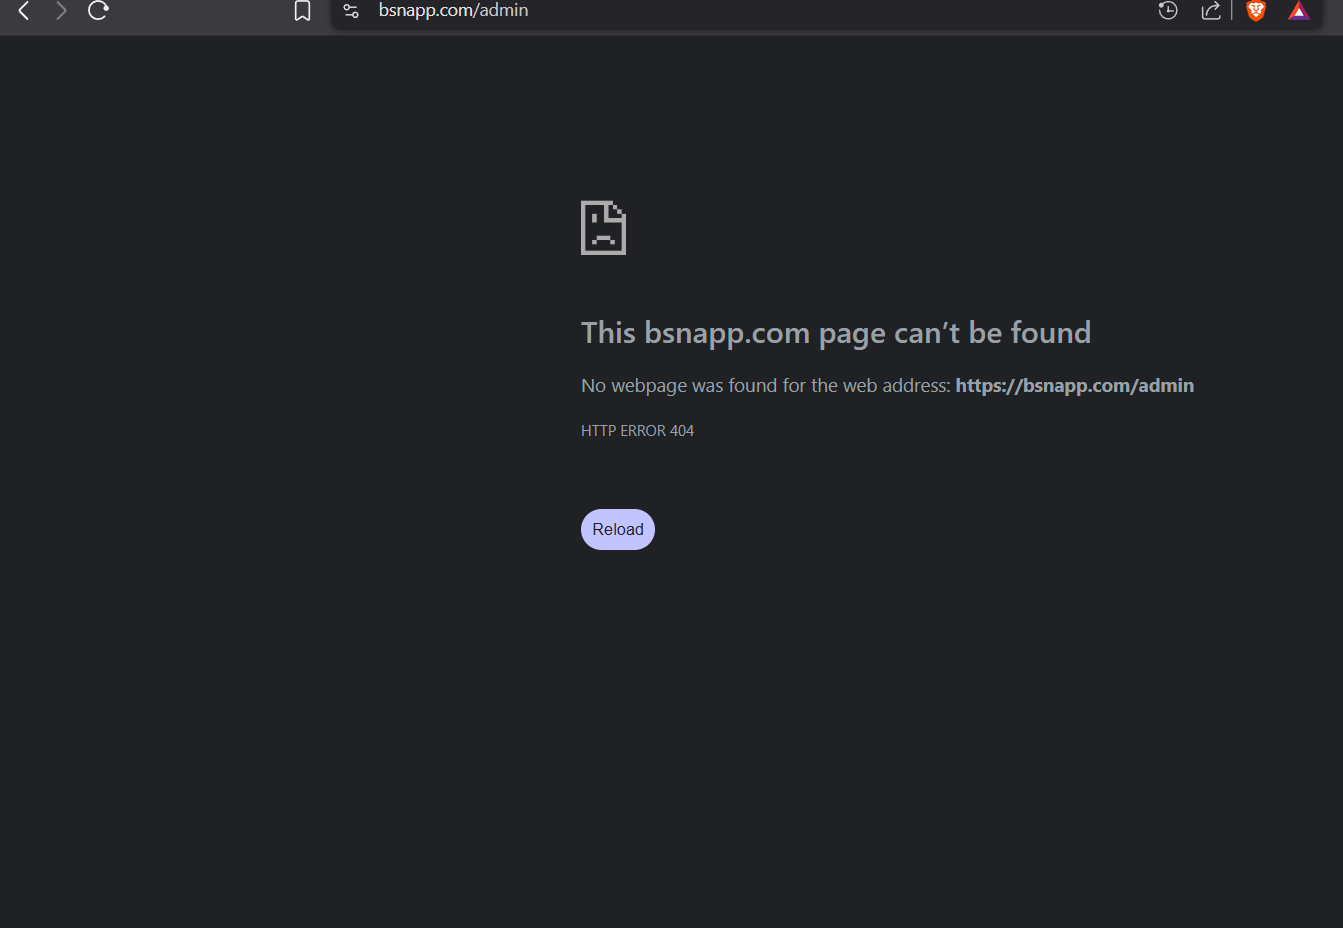 bsnapp.com/admin
This bsnapp.com page can’t be found
No webpage was found for the web address: https://bsnapp.com/admin
HTTP ERROR 404
Reload